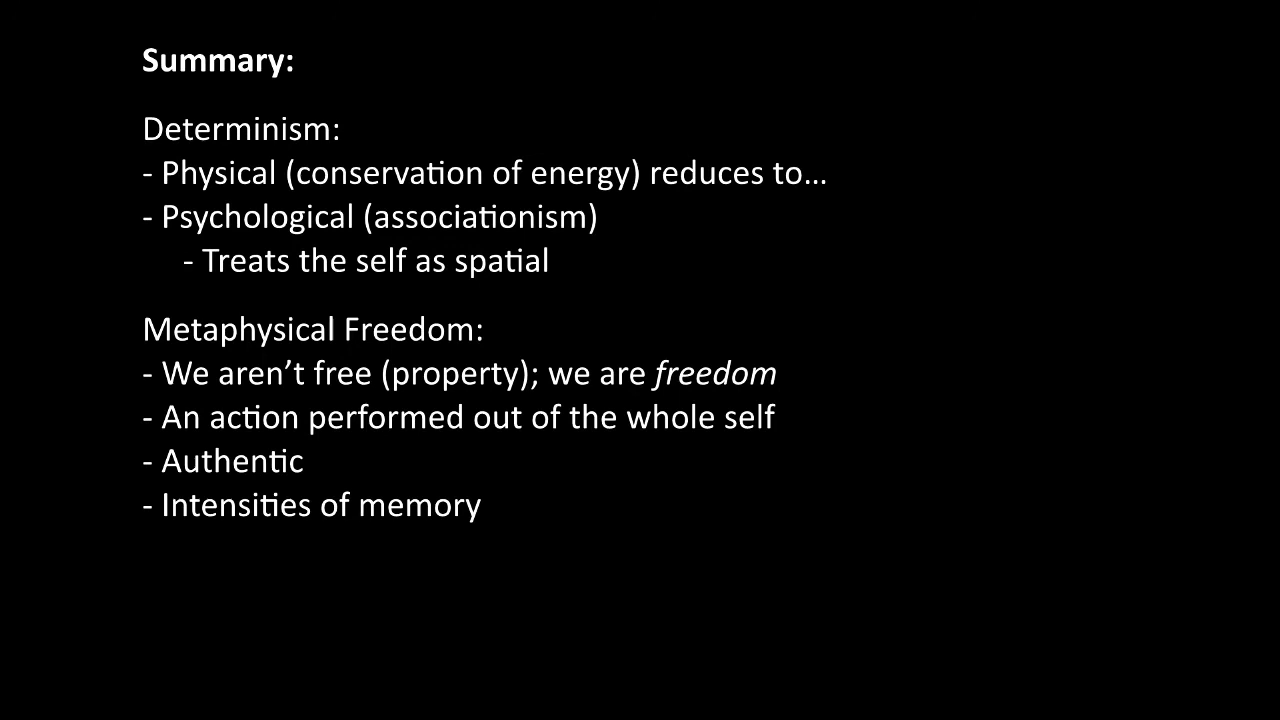 Summary:
Determinism:
- Physical (conservation of energy) reduces to…
- Psychological (associationism)
- Treats the self as spatial
Metaphysical Freedom:
- We aren’t free (property); we are freedom
- An action performed out of the whole self
- Authentic
- Intensities of memory